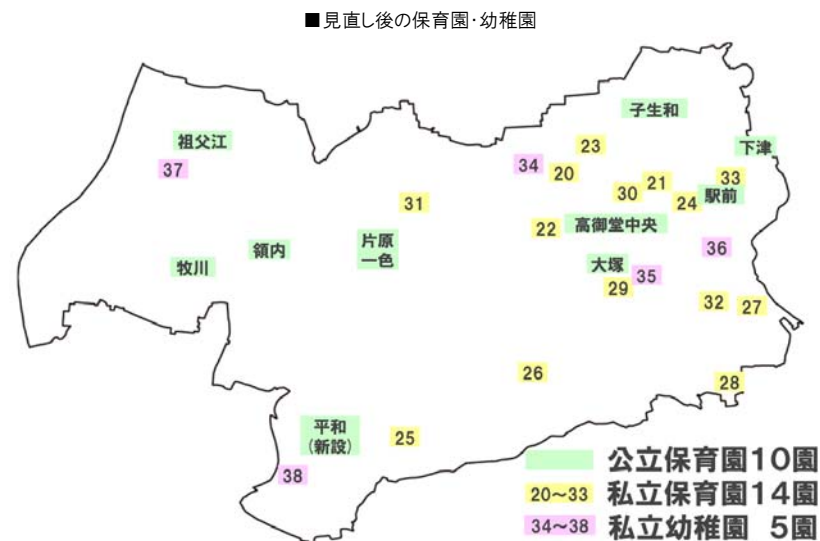 ■見直し後の保育園・幼稚園
子生和
祖父江
23
下津
37
34
20
33
21
30
駅前
24
31
22
高御堂中央
片原
一色
領内
36
牧川
大塚
35
29
32
27
26
28
平和
(新設)
25
38
公立保育園10園
20~33 私立保育園14園
34~38 私立幼稚園 5園